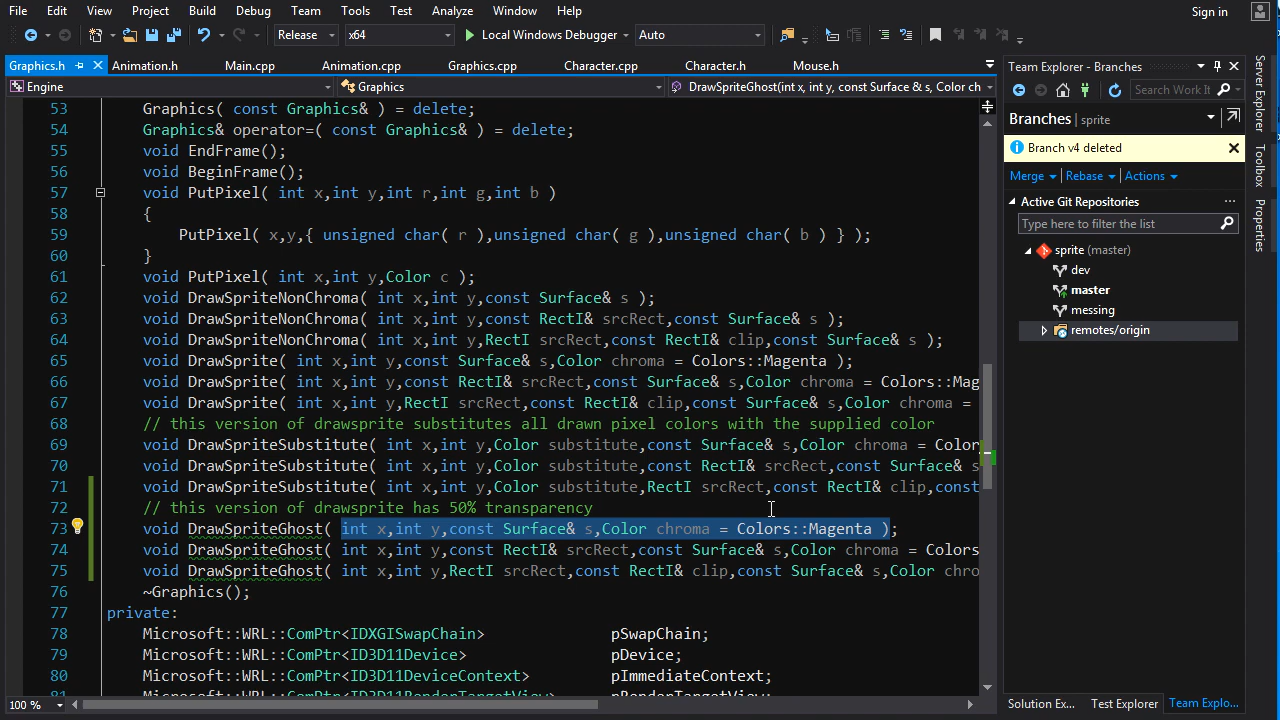 File Edit View Project Build Debug Team Tools Test Analyze Window Help Sign in
Release x64 Local Windows Debugger Auto
Graphics.h Animation.h Main.cpp Animation.cpp Graphics.cpp Character.cpp Character.h Mouse.h
Engine Graphics DrawSpriteGhost(int x, int y, const Surface & s, Color ch
53 Graphics( const Graphics& ) = delete;
54 Graphics& operator=( const Graphics& ) = delete;
55 void EndFrame();
56 void BeginFrame();
57 void PutPixel( int x,int y,int r,int g,int b )
58 {
59 PutPixel( x,y,{ unsigned char( r ),unsigned char( g ),unsigned char( b ) } );
60 }
61 void PutPixel( int x,int y,Color c );
62 void DrawSpriteNonChroma( int x,int y,const Surface& s );
63 void DrawSpriteNonChroma( int x,int y,const RectI& srcRect,const Surface& s );
64 void DrawSpriteNonChroma( int x,int y,RectI srcRect,const RectI& clip,const Surface& s );
65 void DrawSprite( int x,int y,const Surface& s,Color chroma = Colors::Magenta );
66 void DrawSprite( int x,int y,const RectI& srcRect,const Surface& s,Color chroma = Colors::Mag
67 void DrawSprite( int x,int y,RectI srcRect,const RectI& clip,const Surface& s,Color chroma =
68 // this version of drawsprite substitutes all drawn pixel colors with the supplied color
69 void DrawSpriteSubstitute( int x,int y,Color substitute,const Surface& s,Color chroma = Color
70 void DrawSpriteSubstitute( int x,int y,Color substitute,const RectI& srcRect,const Surface& s
71 void DrawSpriteSubstitute( int x,int y,Color substitute,RectI srcRect,const RectI& clip,const
72 // this version of drawsprite has 50% transparency
73 void DrawSpriteGhost( int x,int y,const Surface& s,Color chroma = Colors::Magenta );
74 void DrawSpriteGhost( int x,int y,const RectI& srcRect,const Surface& s,Color chroma = Colors
75 void DrawSpriteGhost( int x,int y,RectI srcRect,const RectI& clip,const Surface& s,Color chro
76 ~Graphics();
77 private:
78 Microsoft::WRL::ComPtr<IDXGISwapChain> pSwapChain;
79 Microsoft::WRL::ComPtr<ID3D11Device> pDevice;
80 Microsoft::WRL::ComPtr<ID3D11DeviceContext> pImmediateContext;
81 Microsoft::WRL::ComPtr<ID3D11RenderTargetView> pRenderTargetView;
100 %
Team Explorer - Branches
Search Work It
Branches | sprite
Branch v4 deleted
Merge | Rebase | Actions
Active Git Repositories
Type here to filter the list
sprite (master)
dev
master
messing
remotes/origin
Solution Ex... Team Explorer Team Explo...
Server Explorer
Toolbox
Properties